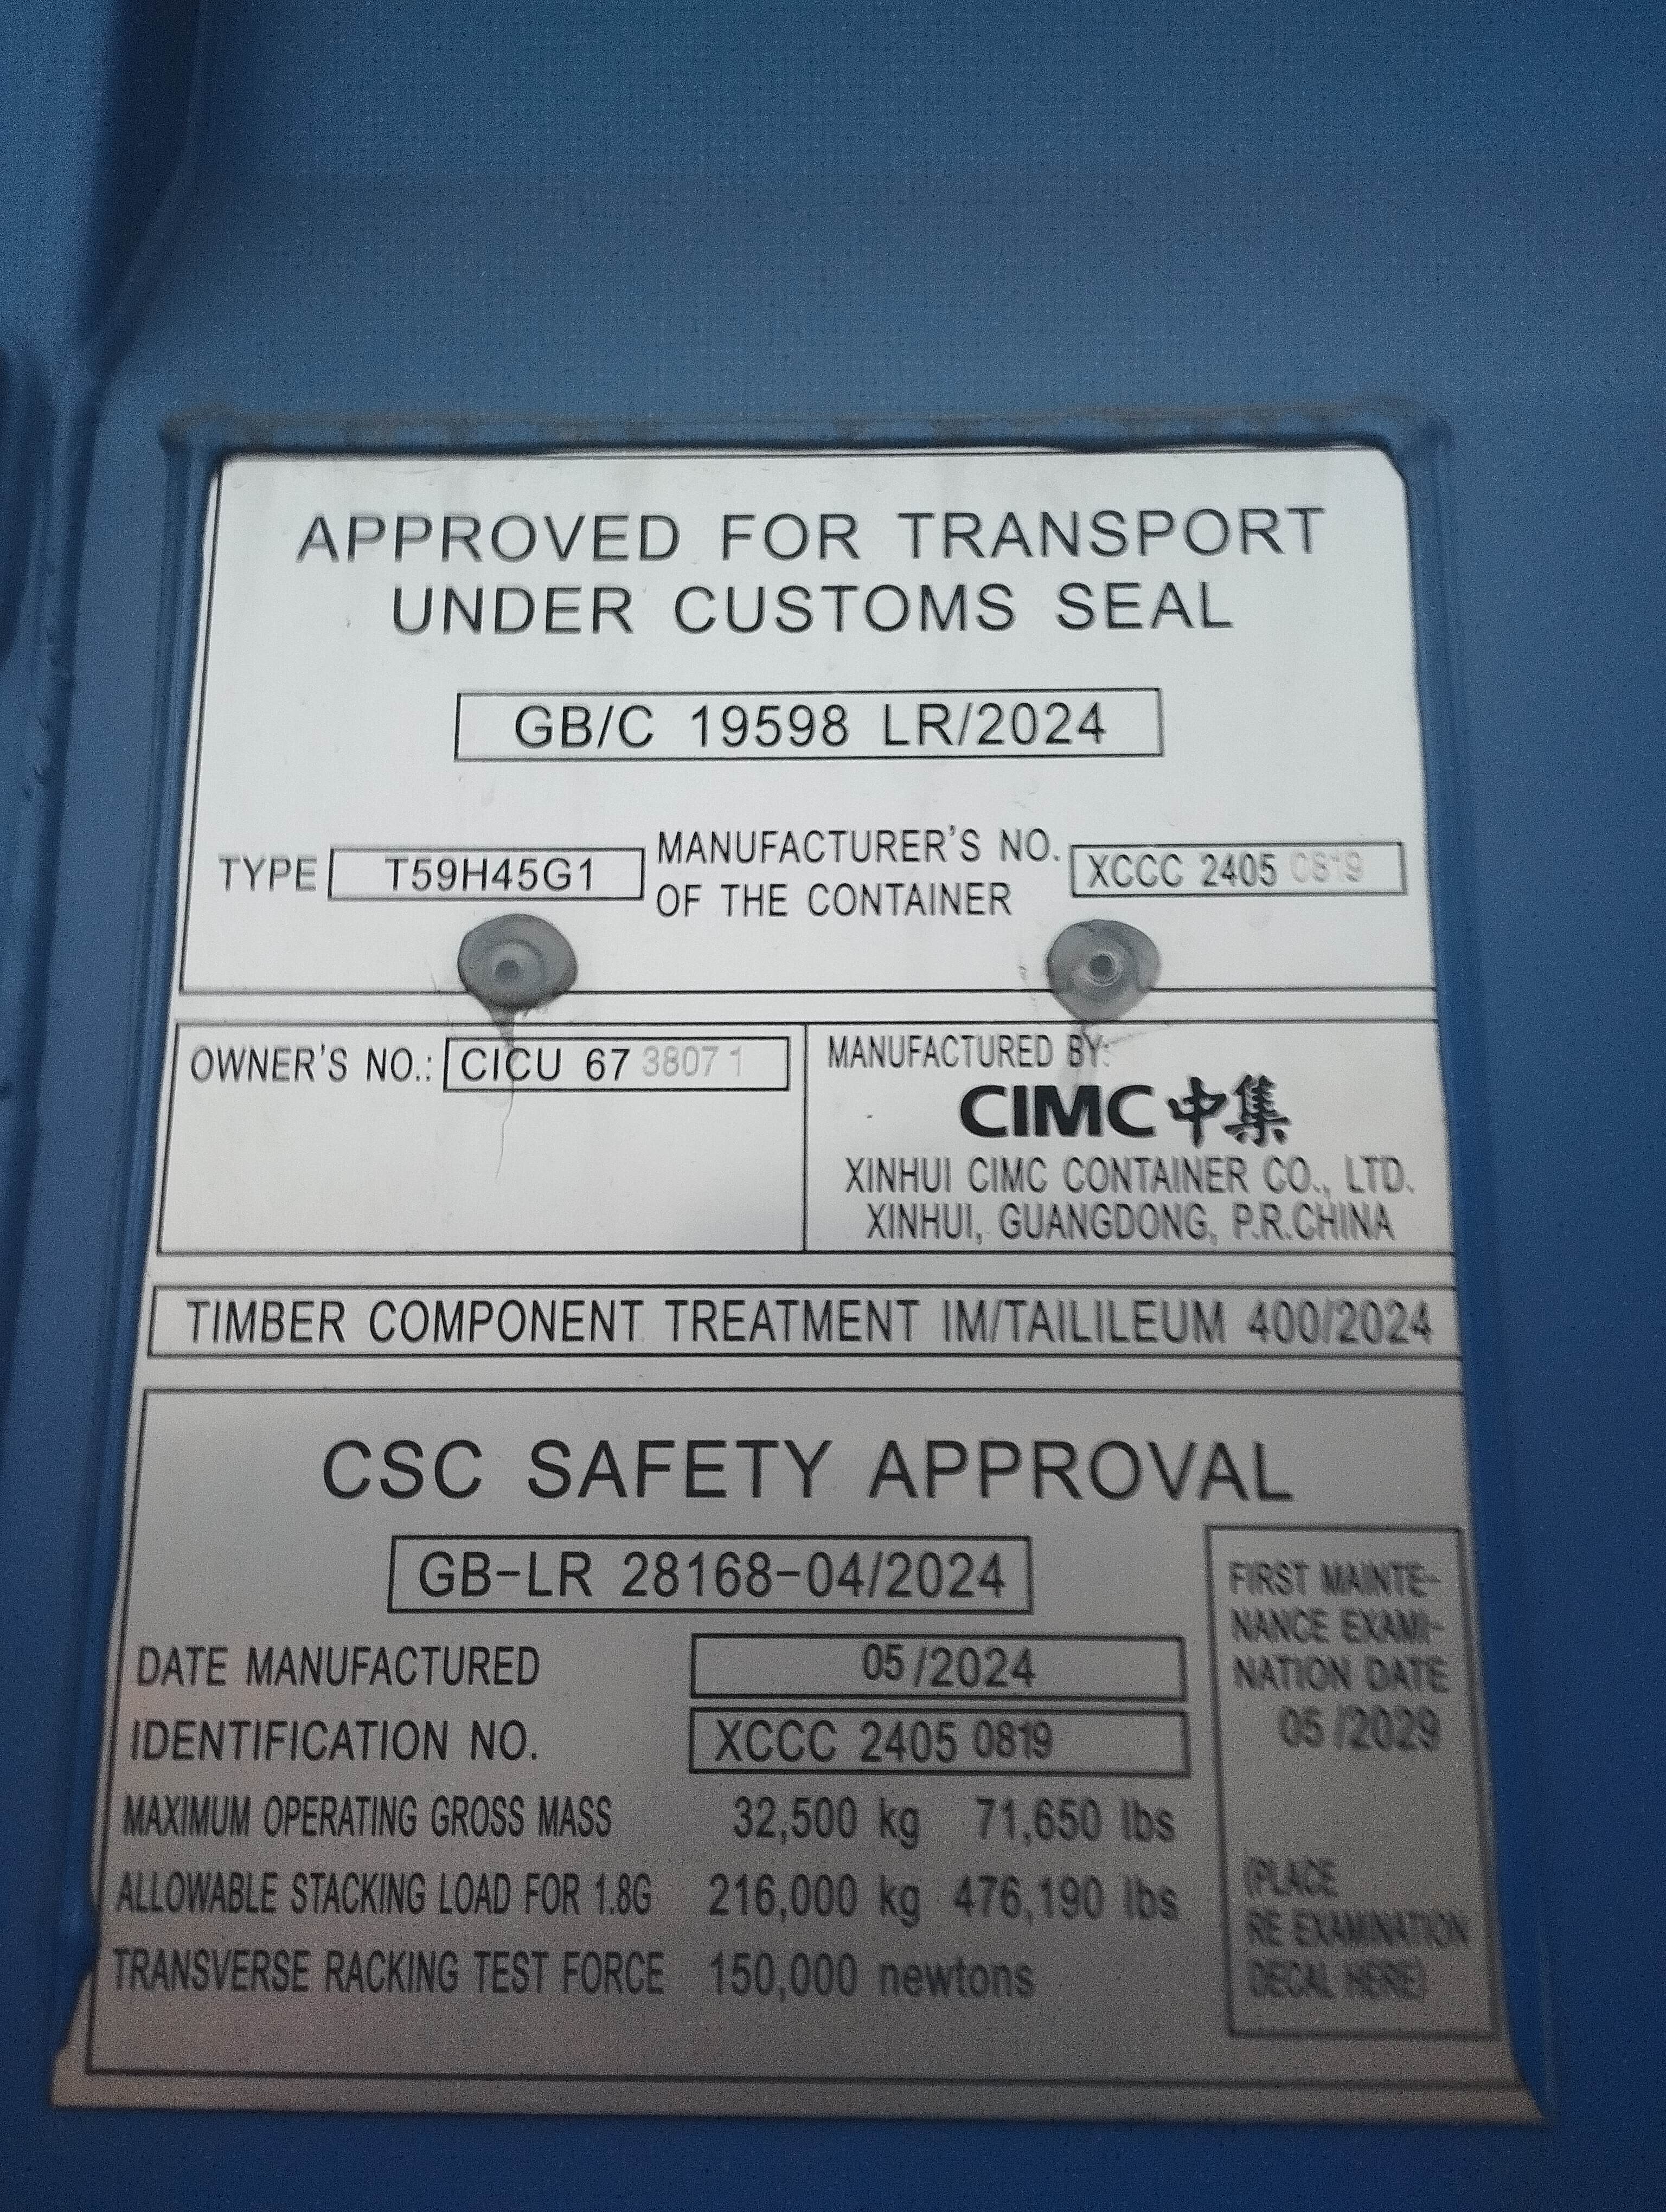 APPROVED FOR TRANSPORT
UNDER CUSTOMS SEAL
GB/C 19598 LR/2024
TYPE T59H45G1 MANUFACTURER'S NO. OF THE CONTAINER XCCC 2405 0819
OWNER'S NO.: CICU 67 3807 1
MANUFACTURED BY:
CIMC 中集
XINHUI CIMC CONTAINER CO., LTD.
XINHUI, GUANGDONG, P.R.CHINA
TIMBER COMPONENT TREATMENT IM/TAILILEUM 400/2024
CSC SAFETY APPROVAL
GB-LR 28168-04/2024
DATE MANUFACTURED 05/2024
IDENTIFICATION NO. XCCC 2405 0819
MAXIMUM OPERATING GROSS MASS 32,500 kg 71,650 lbs
ALLOWABLE STACKING LOAD FOR 1.8G 216,000 kg 476,190 lbs
TRANSVERSE RACKING TEST FORCE 150,000 newtons
FIRST MAINTE-
NANCE EXAMI-
NATION DATE
05/2029
(PLACE
RE EXAMINATION
DECAL HERE)